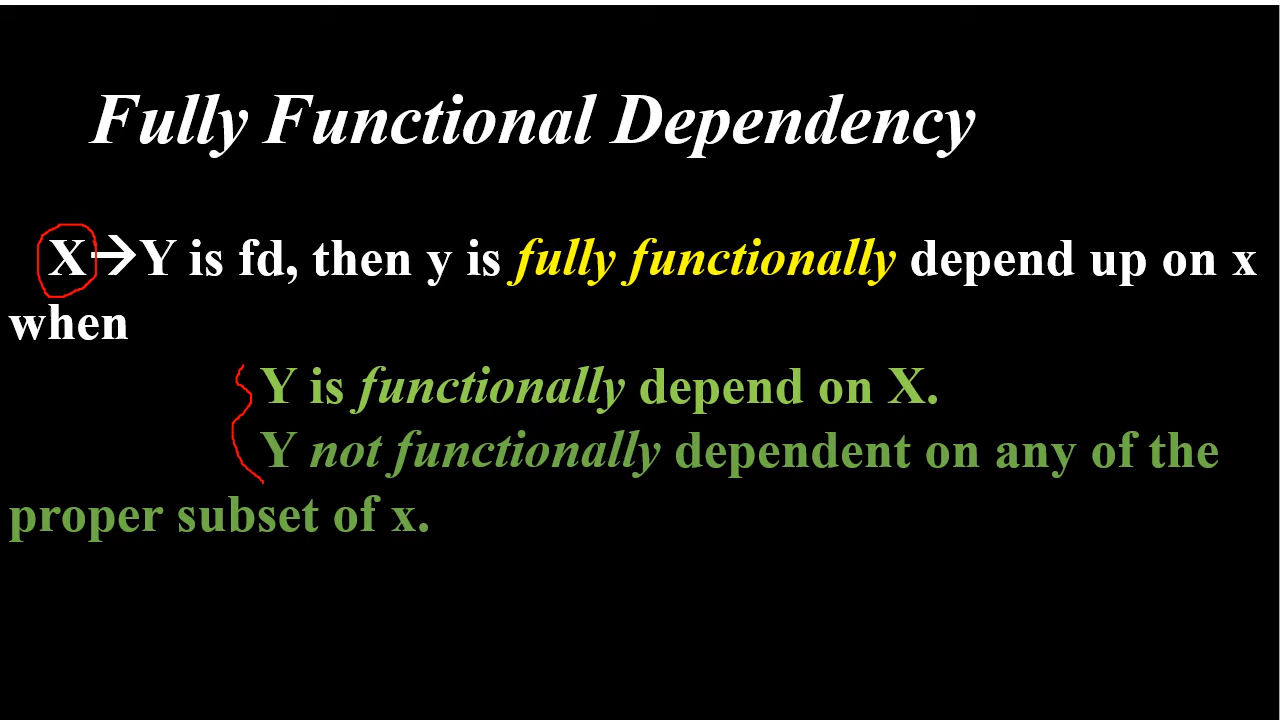 Fully Functional Dependency
X→Y is fd, then y is fully functionally depend up on x
when
Y is functionally depend on X.
Y not functionally dependent on any of the
proper subset of x.